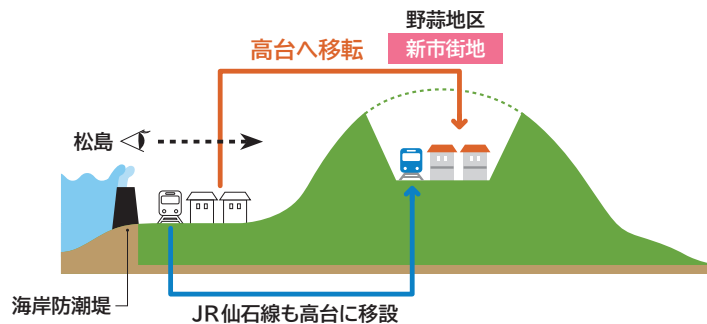 野蒜地区
新市街地
高台へ移転
松島
海岸防潮堤
JR仙石線も高台に移設